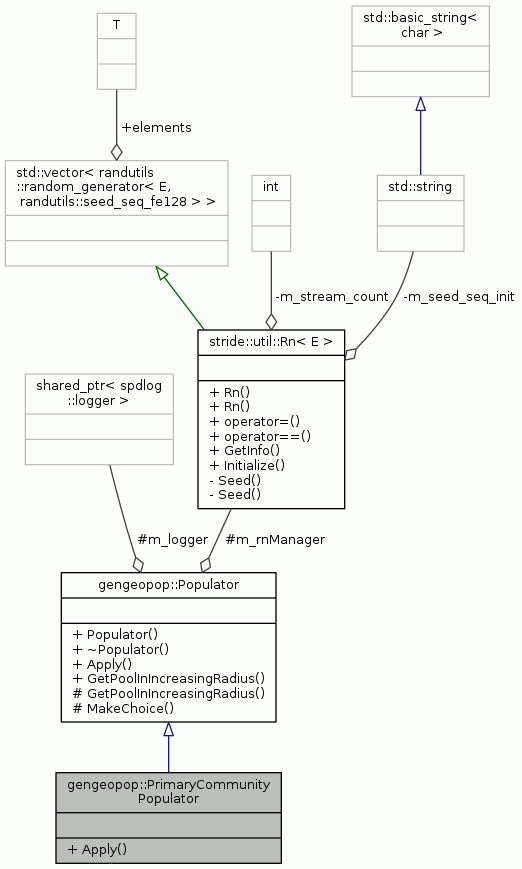 T
std::basic_string<
char >
+elements
std::vector< randutils
::random_generator< E,
randutils::seed_seq_fe128 > >
int
std::string
-m_stream_count
-m_seed_seq_init
stride::util::Rn< E >
+ Rn()
+ Rn()
+ operator=()
+ operator==()
+ GetInfo()
+ Initialize()
- Seed()
- Seed()
shared_ptr< spdlog
::logger >
#m_logger
#m_rnManager
gengeopop::Populator
+ Populator()
+ ~Populator()
+ Apply()
+ GetPoolInIncreasingRadius()
# GetPoolInIncreasingRadius()
# MakeChoice()
gengeopop::PrimaryCommunity
Populator
+ Apply()